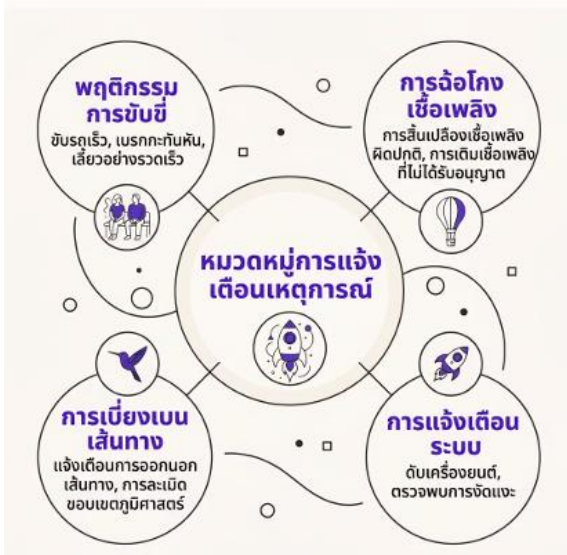 พฤติกรรม
การขับขี่
ขับรถเร็ว, เบรกกะทันหัน,
เลี้ยวอย่างรวดเร็ว
การฉ้อโกง
เชื้อเพลิง
การสิ้นเปลืองเชื้อเพลิง
ผิดปกติ, การเติมเชื้อเพลิง
ที่ไม่ได้รับอนุญาต
หมวดหมู่การแจ้ง
เตือนเหตุการณ์
การเบี่ยงเบน
เส้นทาง
แจ้งเตือนการออกนอก
เส้นทาง, การละเมิด
ขอบเขตภูมิศาสตร์
การแจ้งเตือน
ระบบ
ดับเครื่องยนต์,
ตรวจพบการงัดแงะ